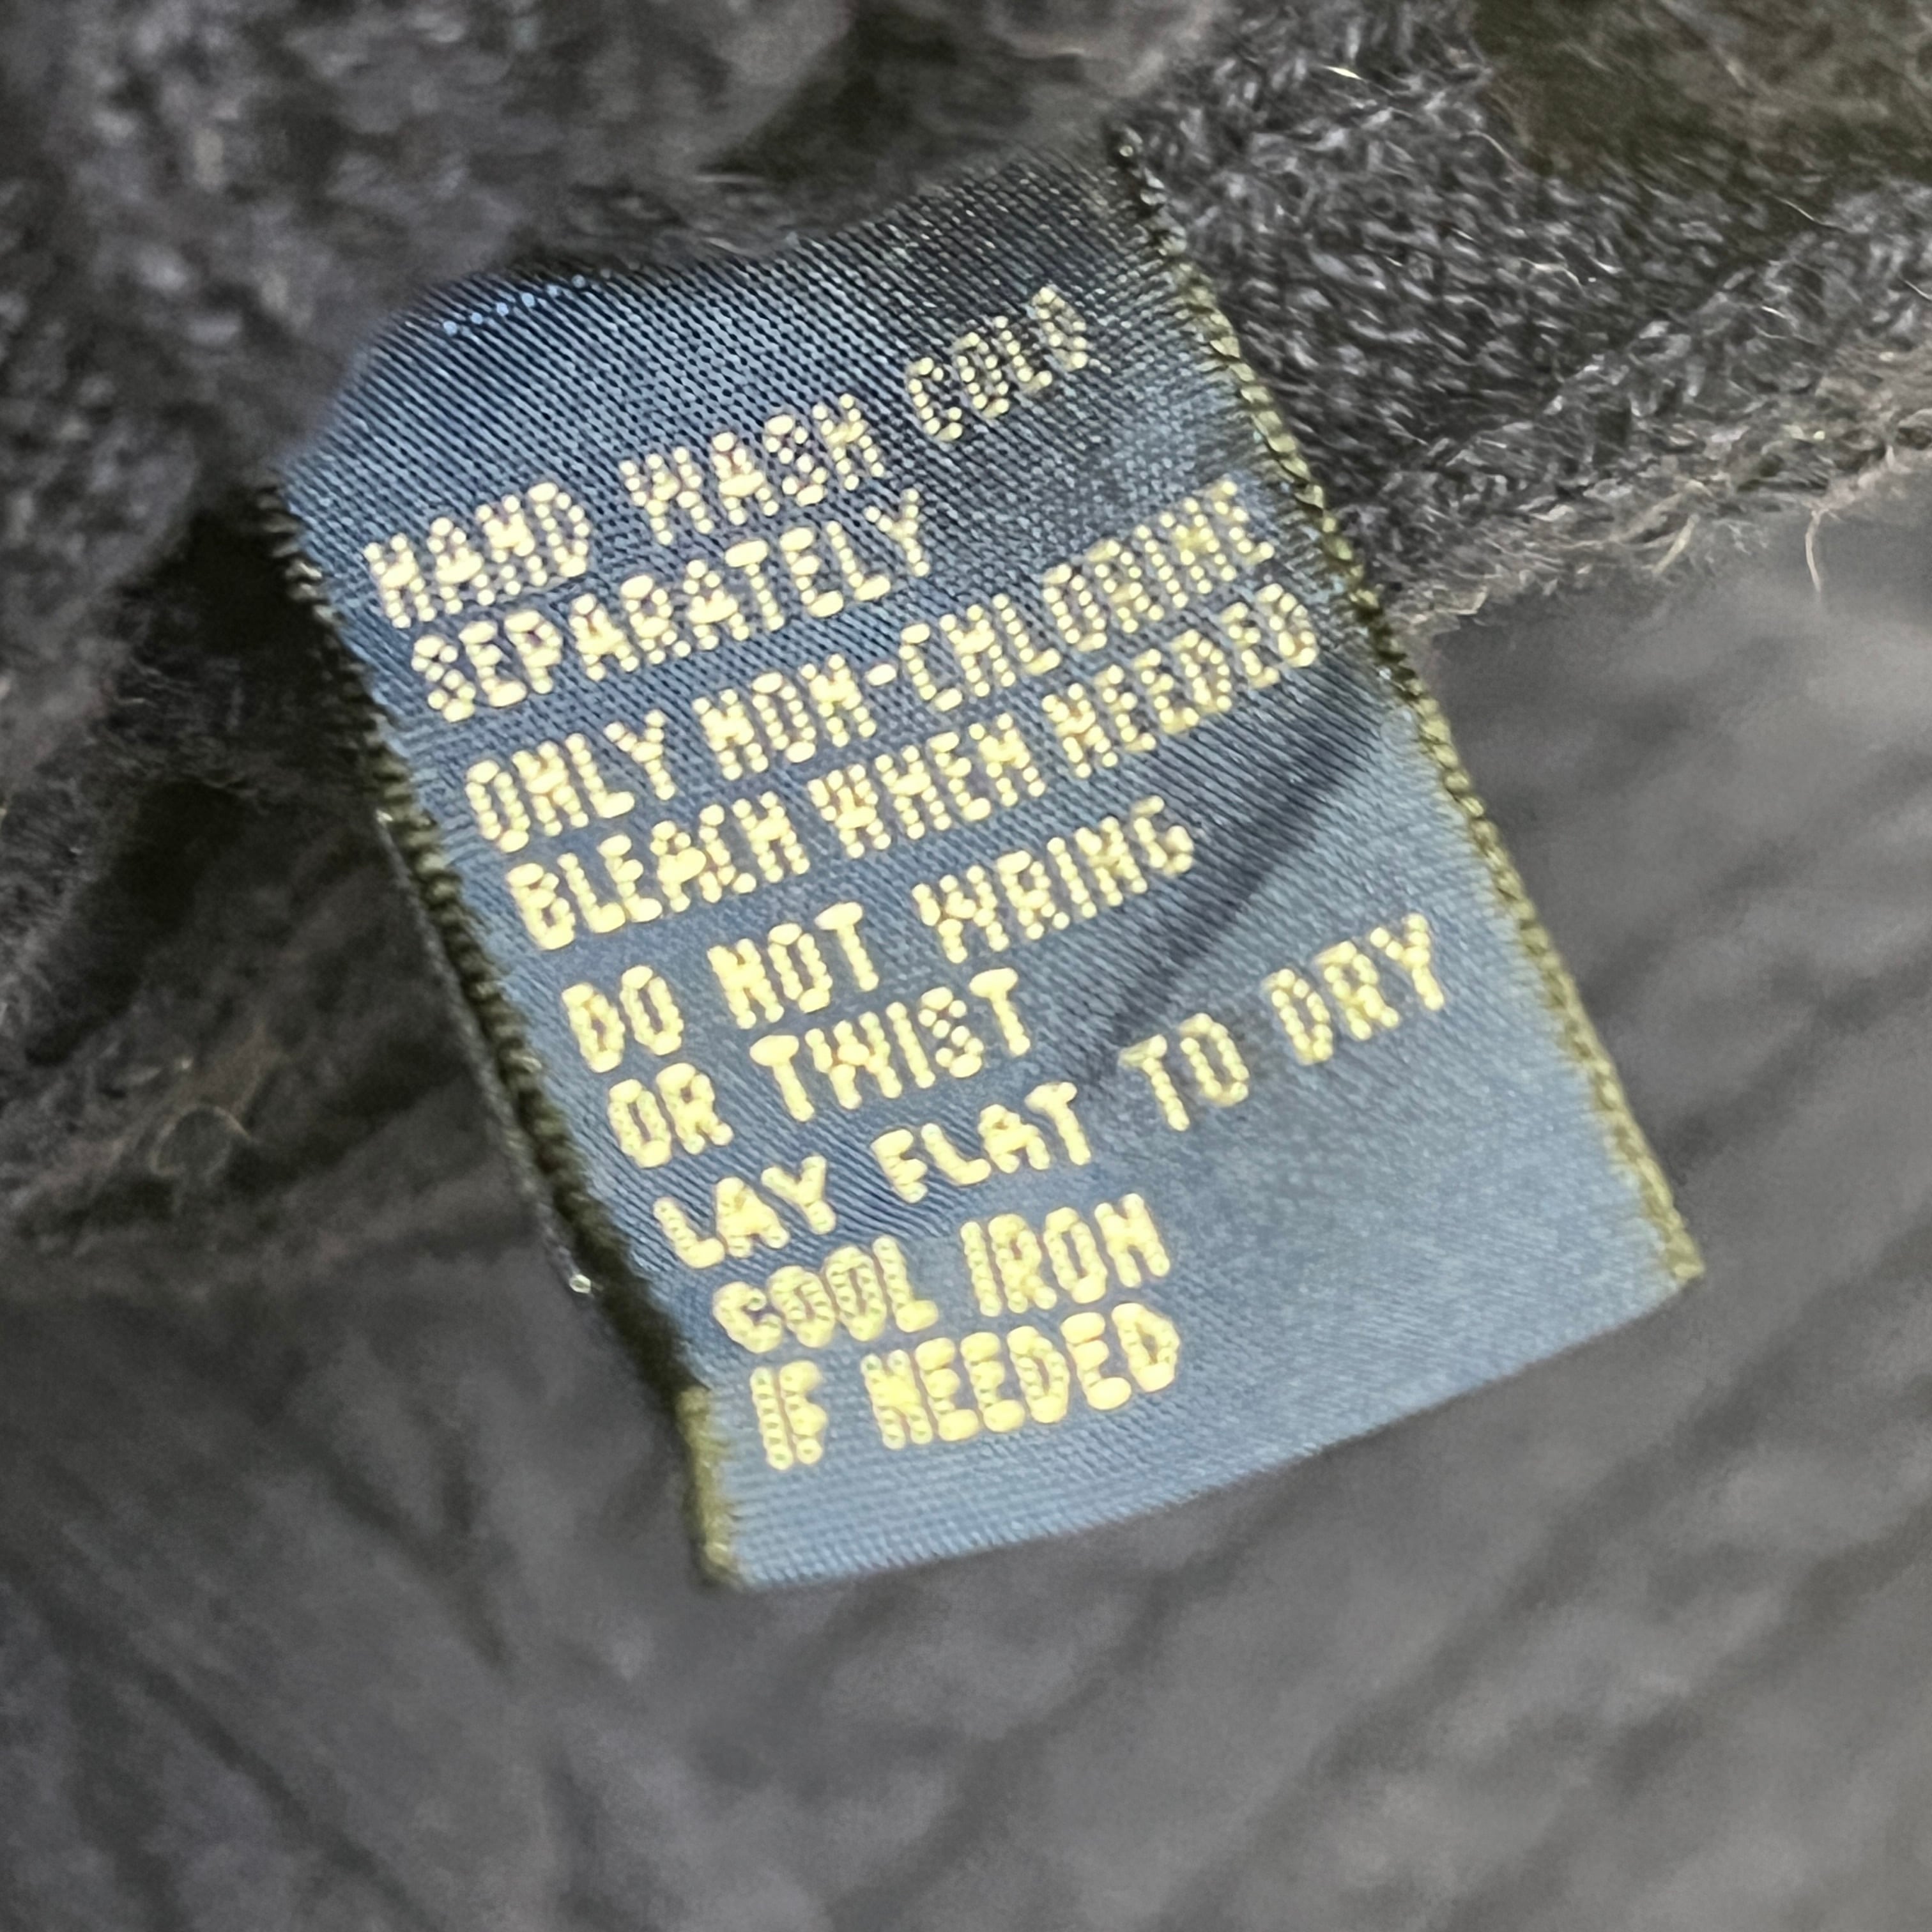 HAND WASH COLD
SEPARATELY
ONLY NON-CHLORINE
BLEACH WHEN NEEDED
DO NOT WRING
OR TWIST
LAY FLAT TO DRY
COOL IRON
IF NEEDED